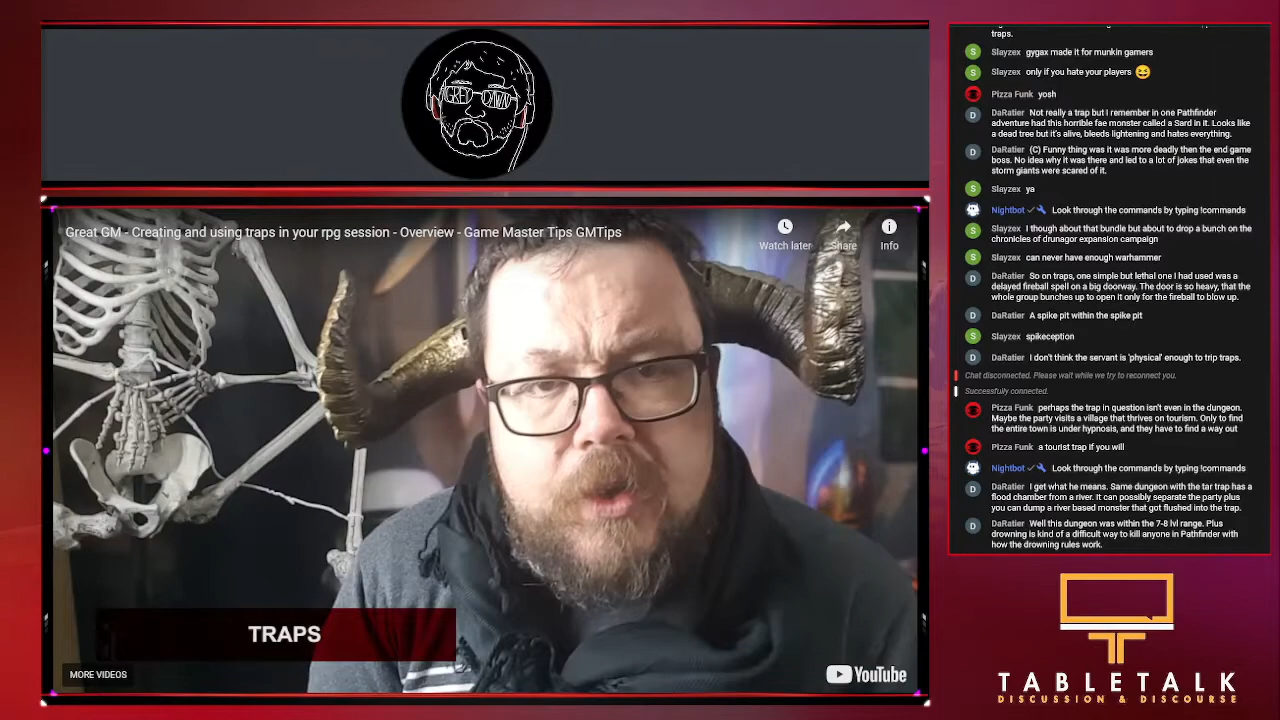 GRED DAWN
Great GM - Creating and using traps in your rpg session - Overview - Game Master Tips GMTips
Watch later
Share
Info
TRAPS
MORE VIDEOS
YouTube
traps.
Slayzex gygax made it for munkin gamers
Slayzex only if you hate your players 😆
Pizza Funk yosh
DaRatier Not really a trap but I remember in one Pathfinder
adventure had this horrible fae monster called a Sard in it. Looks like
a dead tree but it's alive, bleeds lightening and hates everything.
DaRatier (C) Funny thing was it was more deadly then the end game
boss. No idea why it was there and led to a lot of jokes that even the
storm giants were scared of it.
Slayzex ya
Nightbot Look through the commands by typing !commands
Slayzex I though about that bundle but about to drop a bunch on the
chronicles of drunagor expansion campaign
Slayzex can never have enough warhammer
DaRatier So on traps, one simple but lethal one I had used was a
delayed fireball spell on a big doorway. The door is so heavy, that the
whole group bunches up to open it only for the fireball to blow up.
DaRatier A spike pit within the spike pit
Slayzex spikeception
DaRatier I don't think the servant is 'physical' enough to trip traps.
Chat disconnected. Please wait while we try to reconnect you.
Successfully connected.
Pizza Funk perhaps the trap in question isn't even in the dungeon.
Maybe the party visits a village that thrives on tourism. Only to find
the entire town is under hypnosis, and they have to find a way out
Pizza Funk a tourist trap if you will
Nightbot Look through the commands by typing !commands
DaRatier I get what he means. Same dungeon with the tar trap has a
flood chamber from a river. It can possibly separate the party plus
you can dump a river based monster that got flushed into the trap.
DaRatier Well this dungeon was within the 7-8 lvl range. Plus
drowning is kind of a difficult way to kill anyone in Pathfinder with
how the drowning rules work.
TABLETALK
DISCUSSION & DISCOURSE